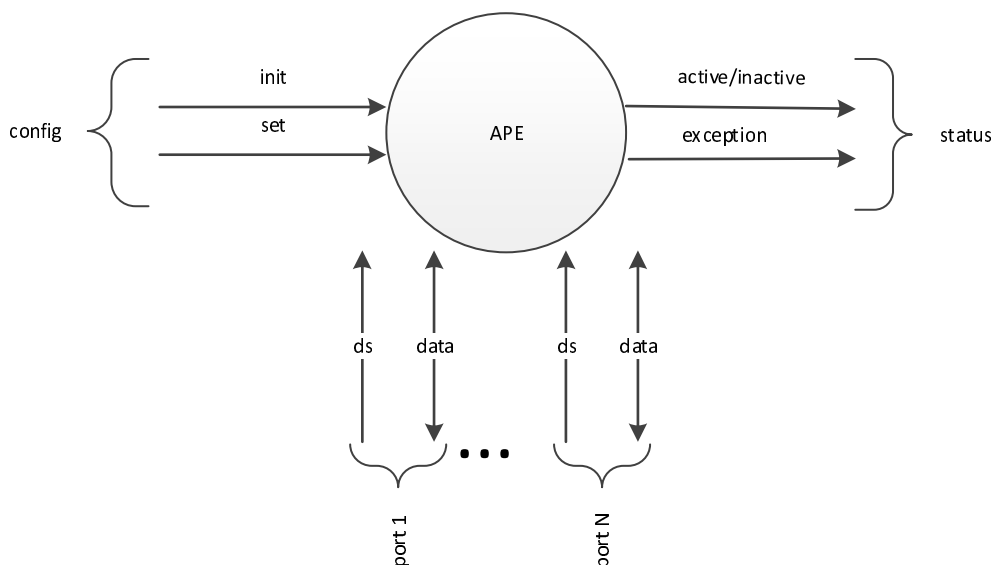 init
active/inactive
config
set
APE
exception
status
ds
data
ds
data
...
port 1
port N